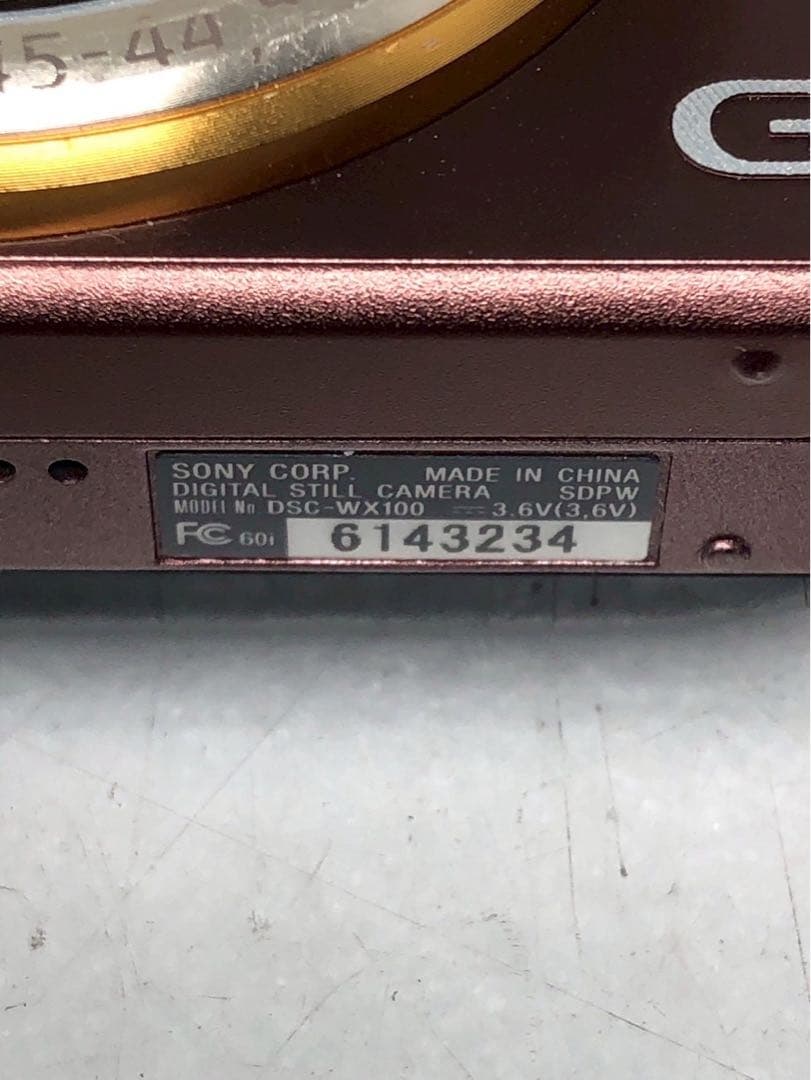 45-44,
G
SONY CORP. MADE IN CHINA
DIGITAL STILL CAMERA SDPW
MODEL No DSC-WX100 ⎓ 3.6V(3,6V)
FC 60i 6143234